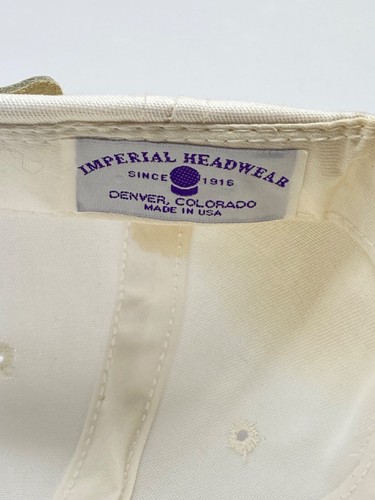 IMPERIAL HEADWEAR
SINCE 1916
DENVER, COLORADO
MADE IN USA